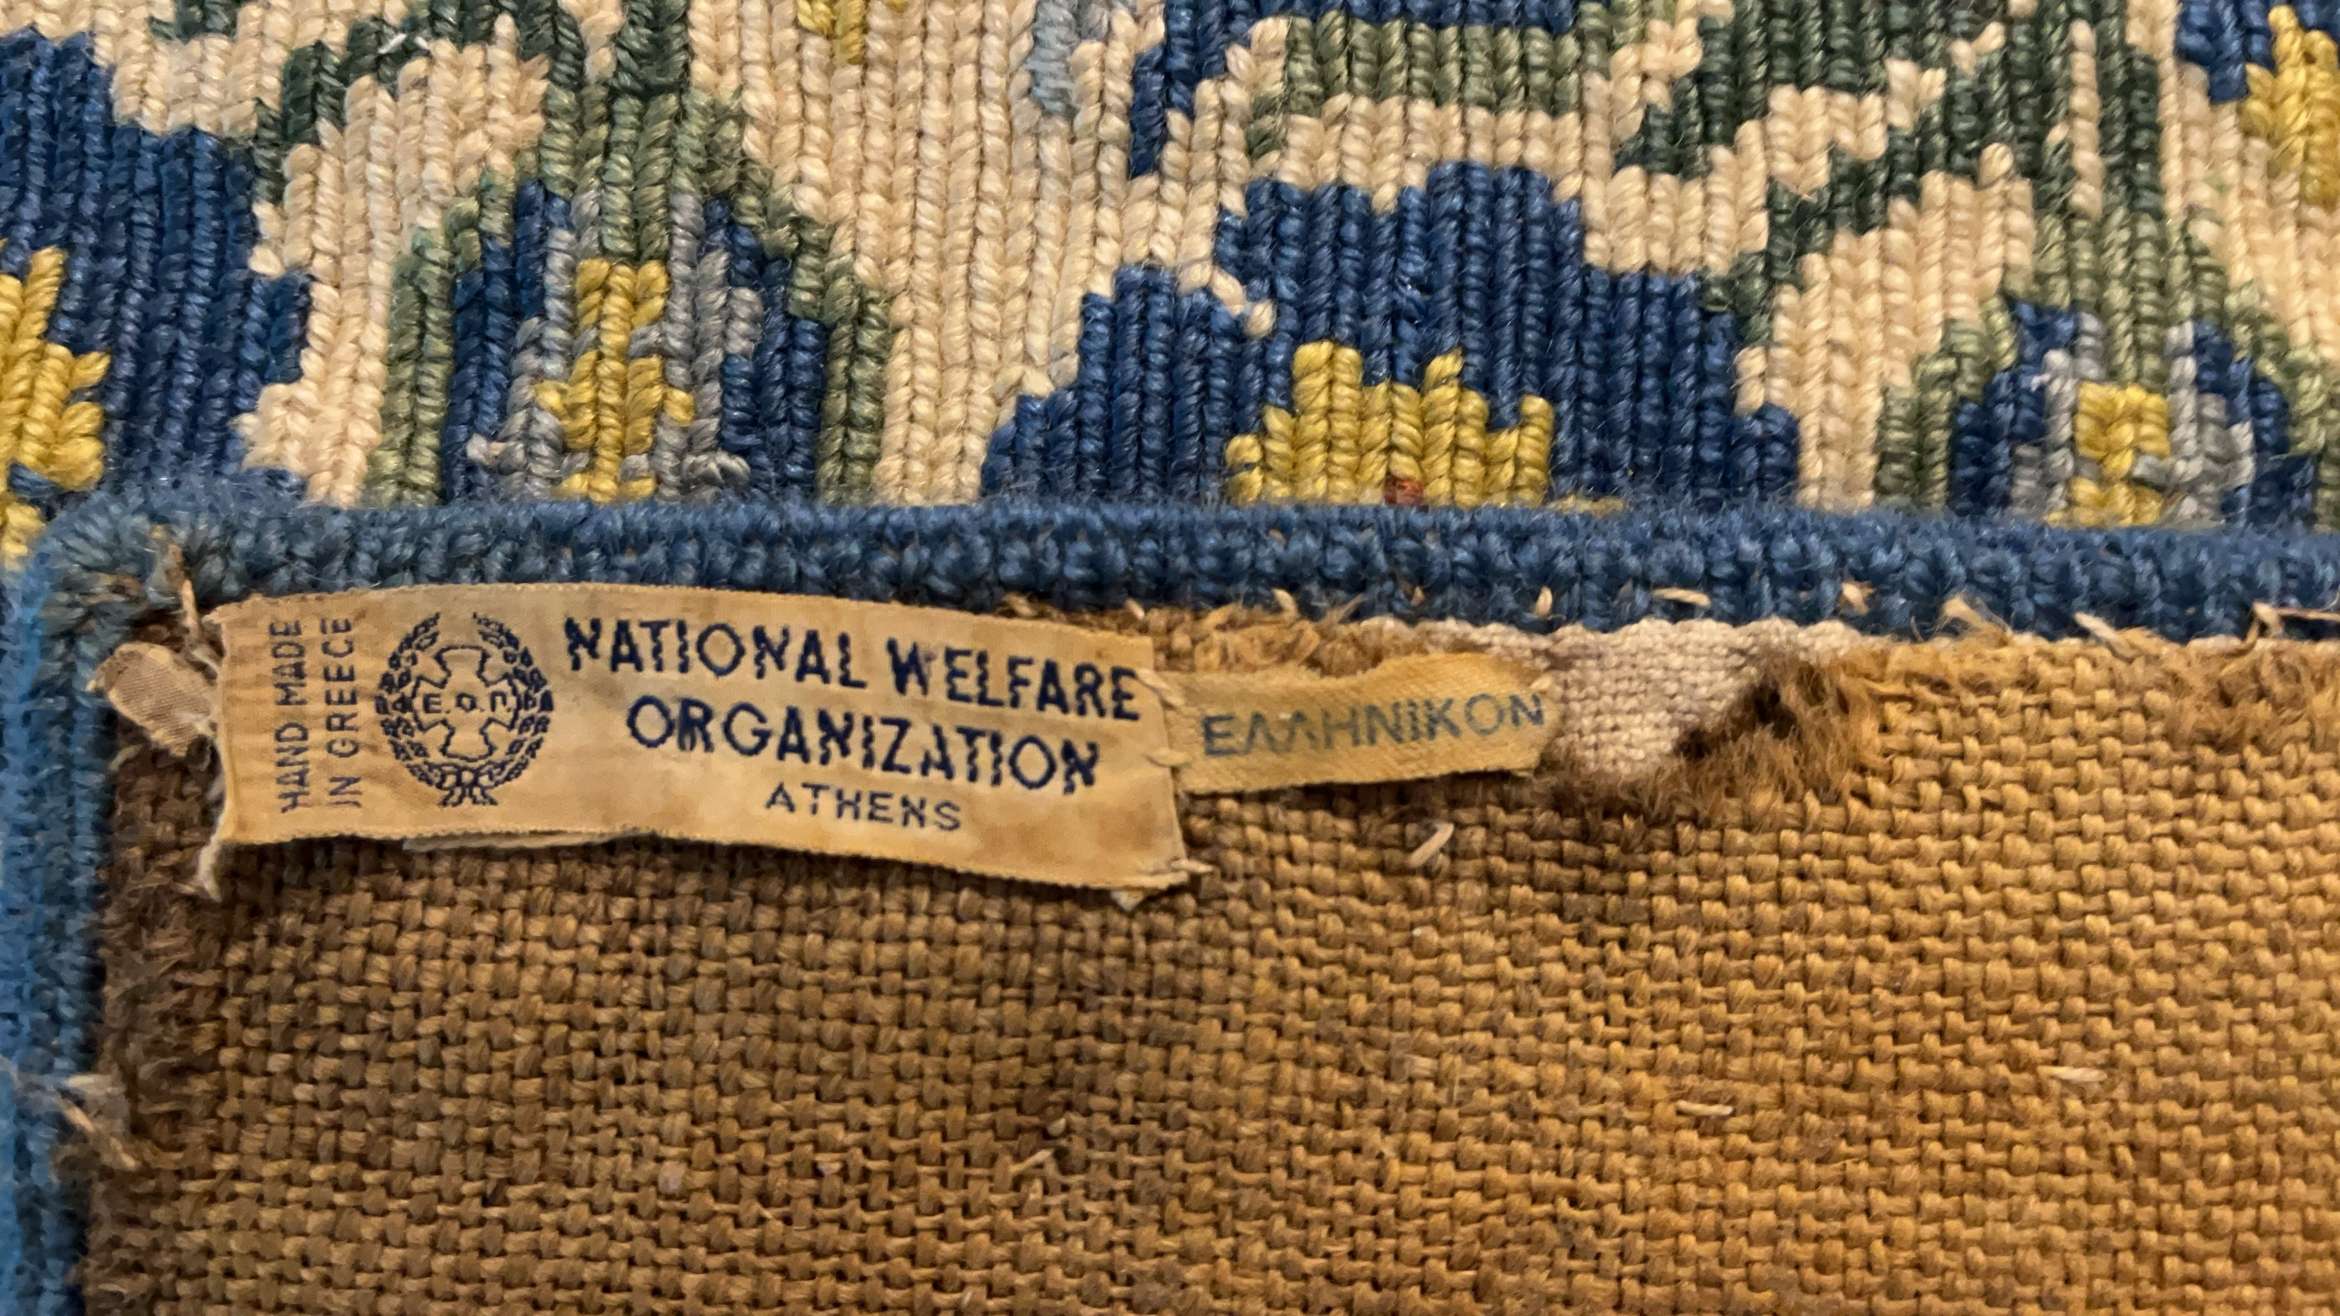 HAND MADE
IN GREECE
Ε.Ο.Π.
NATIONAL WELFARE
ORGANIZATION
ATHENS
ΕΛΛΗΝΙΚΟΝ